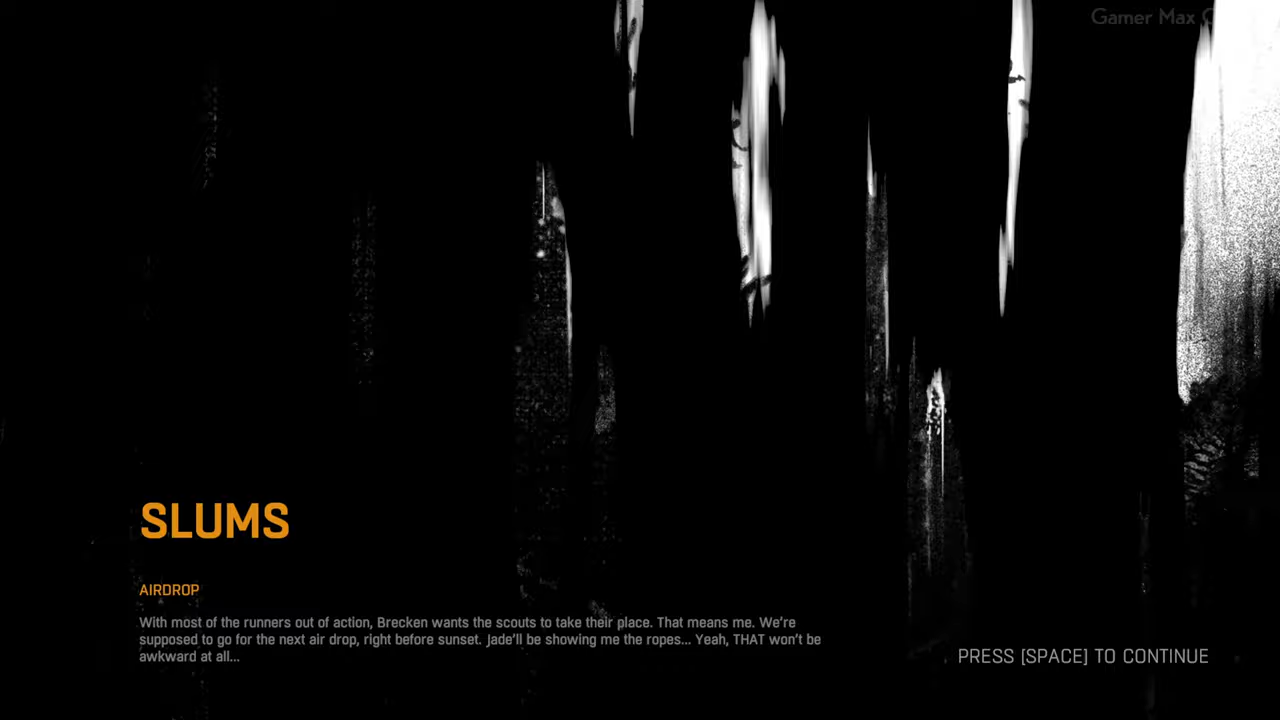 Gamer Max
SLUMS
AIRDROP
With most of the runners out of action, Brecken wants the scouts to take their place. That means me. We're
supposed to go for the next air drop, right before sunset. Jade'll be showing me the ropes... Yeah, THAT won't be
awkward at all...
PRESS [SPACE] TO CONTINUE